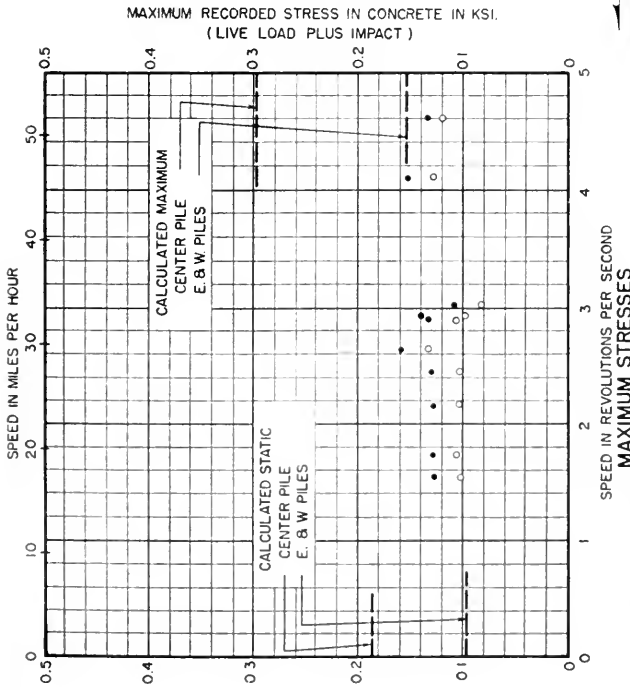 MAXIMUM RECORDED STRESS IN CONCRETE IN KSI.
(LIVE LOAD PLUS IMPACT)
SPEED IN MILES PER HOUR
0 10 20 30 40 50
0.5 0.4 0.3 0.2 0.1 0
CALCULATED MAXIMUM
CENTER PILE
E. & W. PILES
CALCULATED STATIC
CENTER PILE
E. & W. PILES
0.5 0.4 0.3 0.2 0.1 0
0 1 2 3 4 5
SPEED IN REVOLUTIONS PER SECOND
MAXIMUM STRESSES